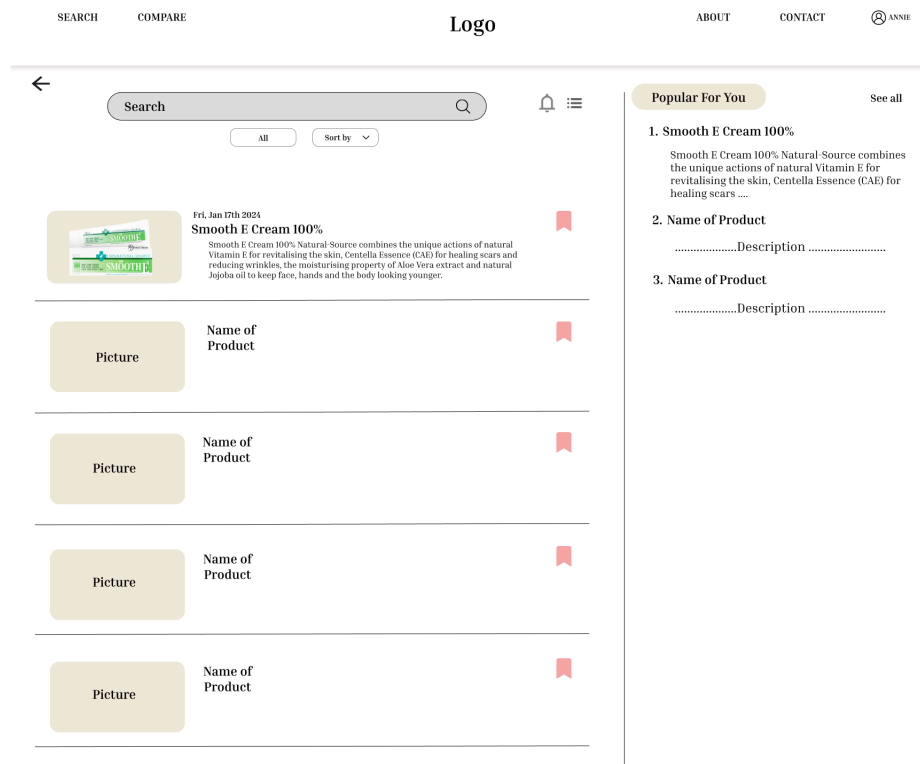 SEARCH COMPARE Logo ABOUT CONTACT ANNIE
Search
All Sort by
Fri, Jan 17th 2024
Smooth E Cream 100%
Smooth E Cream 100% Natural-Source combines the unique actions of natural
Vitamin E for revitalising the skin, Centella Essence (CAE) for healing scars and
reducing wrinkles, the moisturising property of Aloe Vera extract and natural
Jojoba oil to keep face, hands and the body looking younger.
SMOOTH E
SMOOTH E
Picture
Name of
Product
Picture
Name of
Product
Picture
Name of
Product
Picture
Name of
Product
Popular For You See all
1. Smooth E Cream 100%
Smooth E Cream 100% Natural-Source combines
the unique actions of natural Vitamin E for
revitalising the skin, Centella Essence (CAE) for
healing scars ....
2. Name of Product
....................Description .........................
3. Name of Product
....................Description .........................